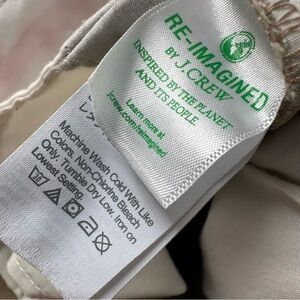 RE-IMAGINED
BY J.CREW
INSPIRED BY THE PLANET
AND ITS PEOPLE
Learn more at
jcrew.com/reimagined
Machine Wash Cold With Like
Colors. Non-Chlorine Bleach
Only. Tumble Dry Low. Iron on
Lowest Setting.